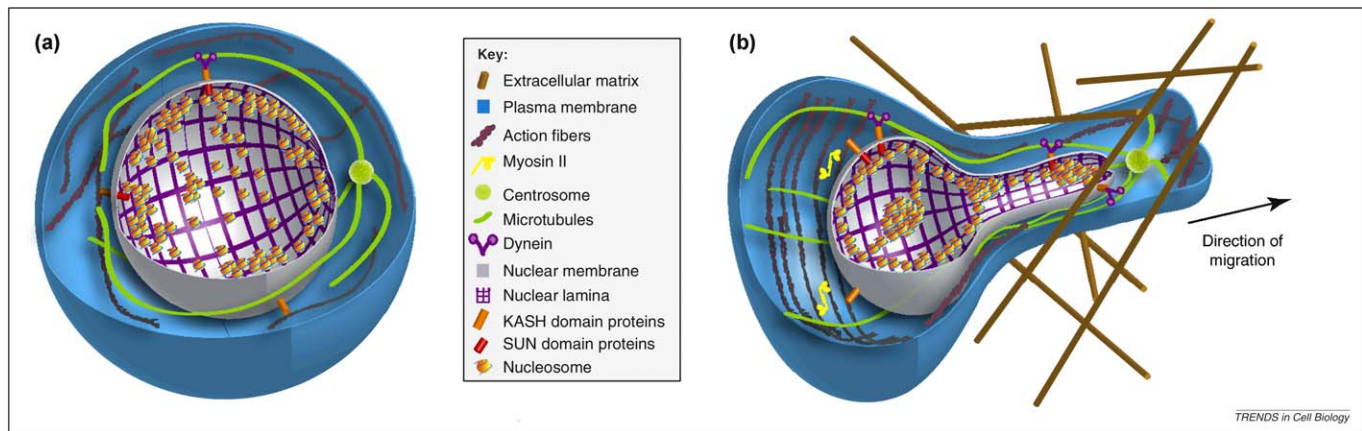 (a)
Key:
Extracellular matrix
Plasma membrane
Action fibers
Myosin II
Centrosome
Microtubules
Dynein
Nuclear membrane
Nuclear lamina
KASH domain proteins
SUN domain proteins
Nucleosome
(b)
Direction of
migration
TRENDS in Cell Biology